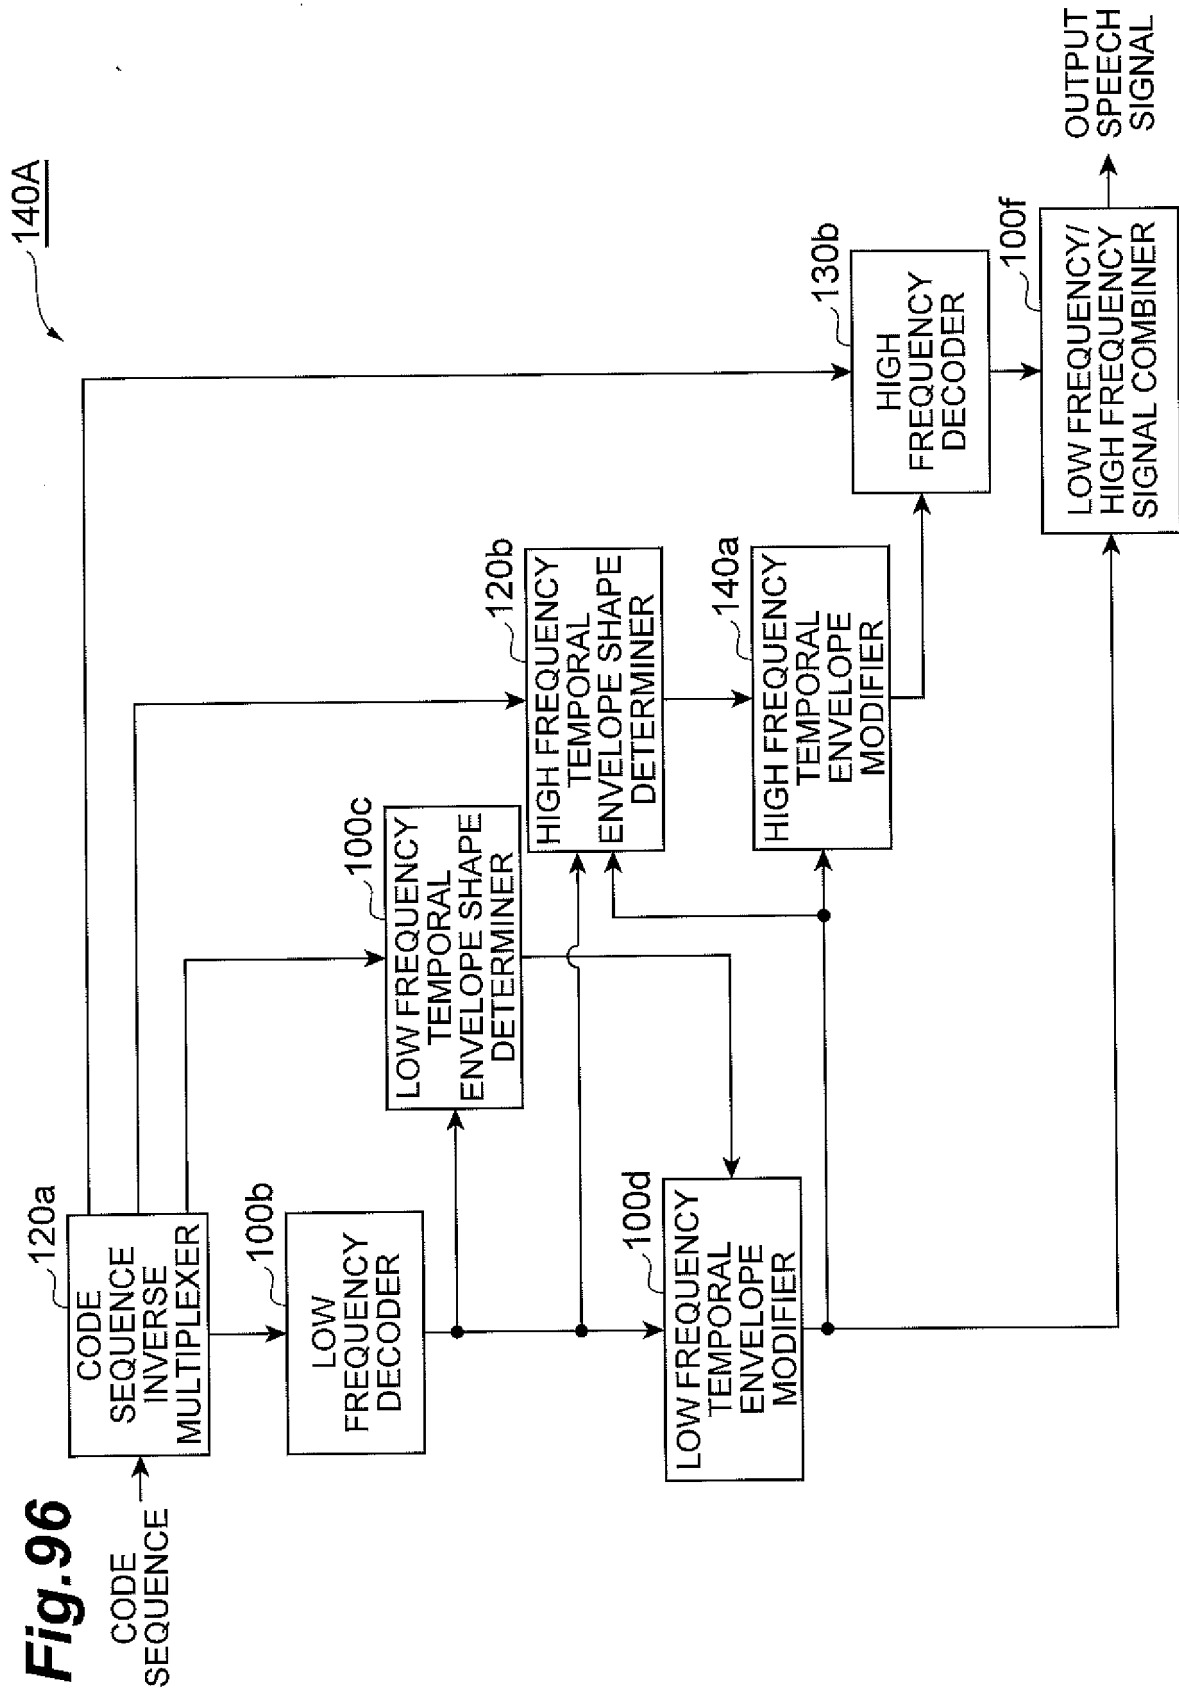 Fig.96
140A
CODE
SEQUENCE
120a
CODE
SEQUENCE
INVERSE
MULTIPLEXER
100b
LOW
FREQUENCY
DECODER
100c
LOW FREQUENCY
TEMPORAL
ENVELOPE SHAPE
DETERMINER
100d
LOW FREQUENCY
TEMPORAL
ENVELOPE
MODIFIER
120b
HIGH FREQUENCY
TEMPORAL
ENVELOPE SHAPE
DETERMINER
140a
HIGH FREQUENCY
TEMPORAL
ENVELOPE
MODIFIER
130b
HIGH
FREQUENCY
DECODER
100f
LOW FREQUENCY/
HIGH FREQUENCY
SIGNAL COMBINER
OUTPUT
SPEECH
SIGNAL